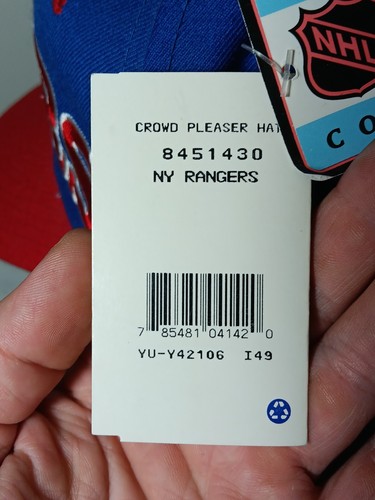 NHL
CO
CROWD PLEASER HAT
8451430
NY RANGERS
7 85481 04142 0
YU-Y42106 I49